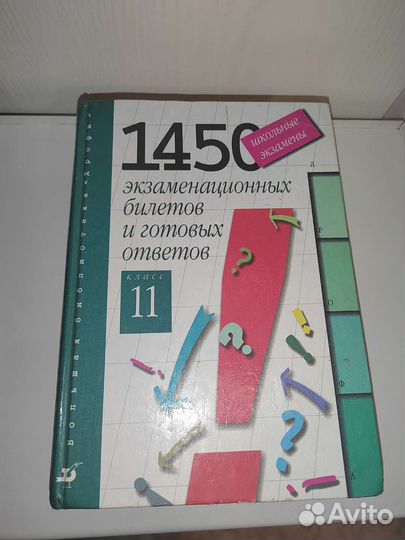 1450
школьные
экзамены
экзаменационных
билетов
и готовых
ответов
класс
11
Большая библиотека «Дрофа»
Д
Р
О
Ф
А
Avito